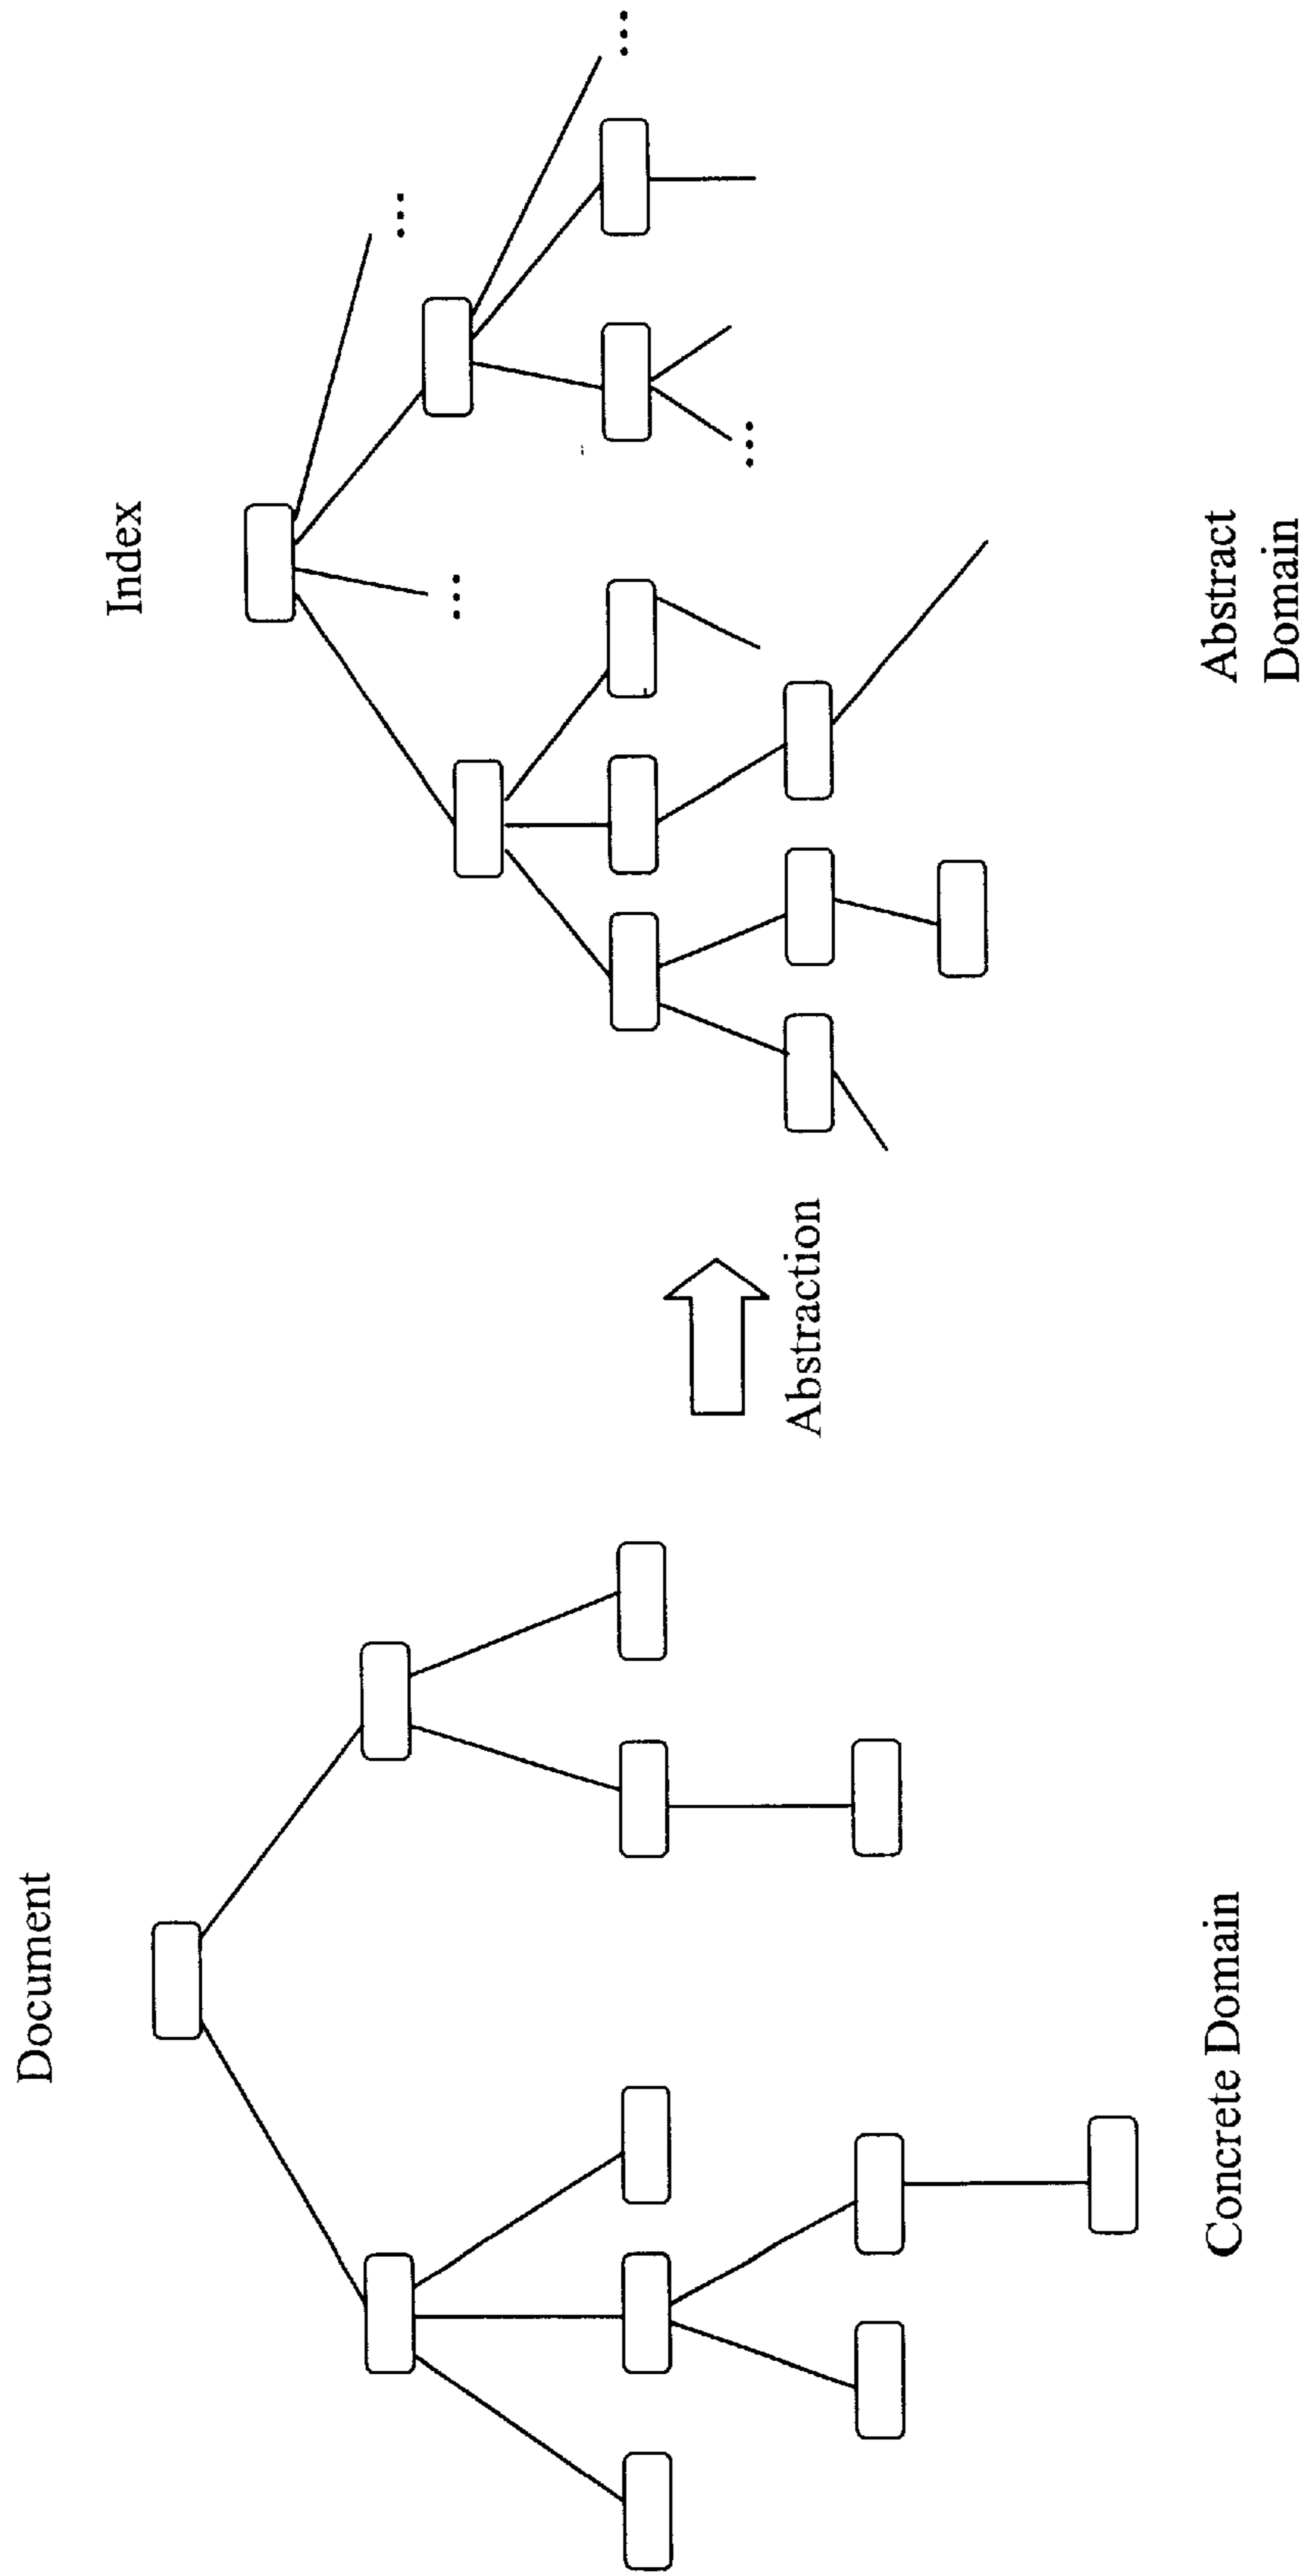 Document
Index
...
...
...
...
Abstraction
Concrete Domain
Abstract
Domain